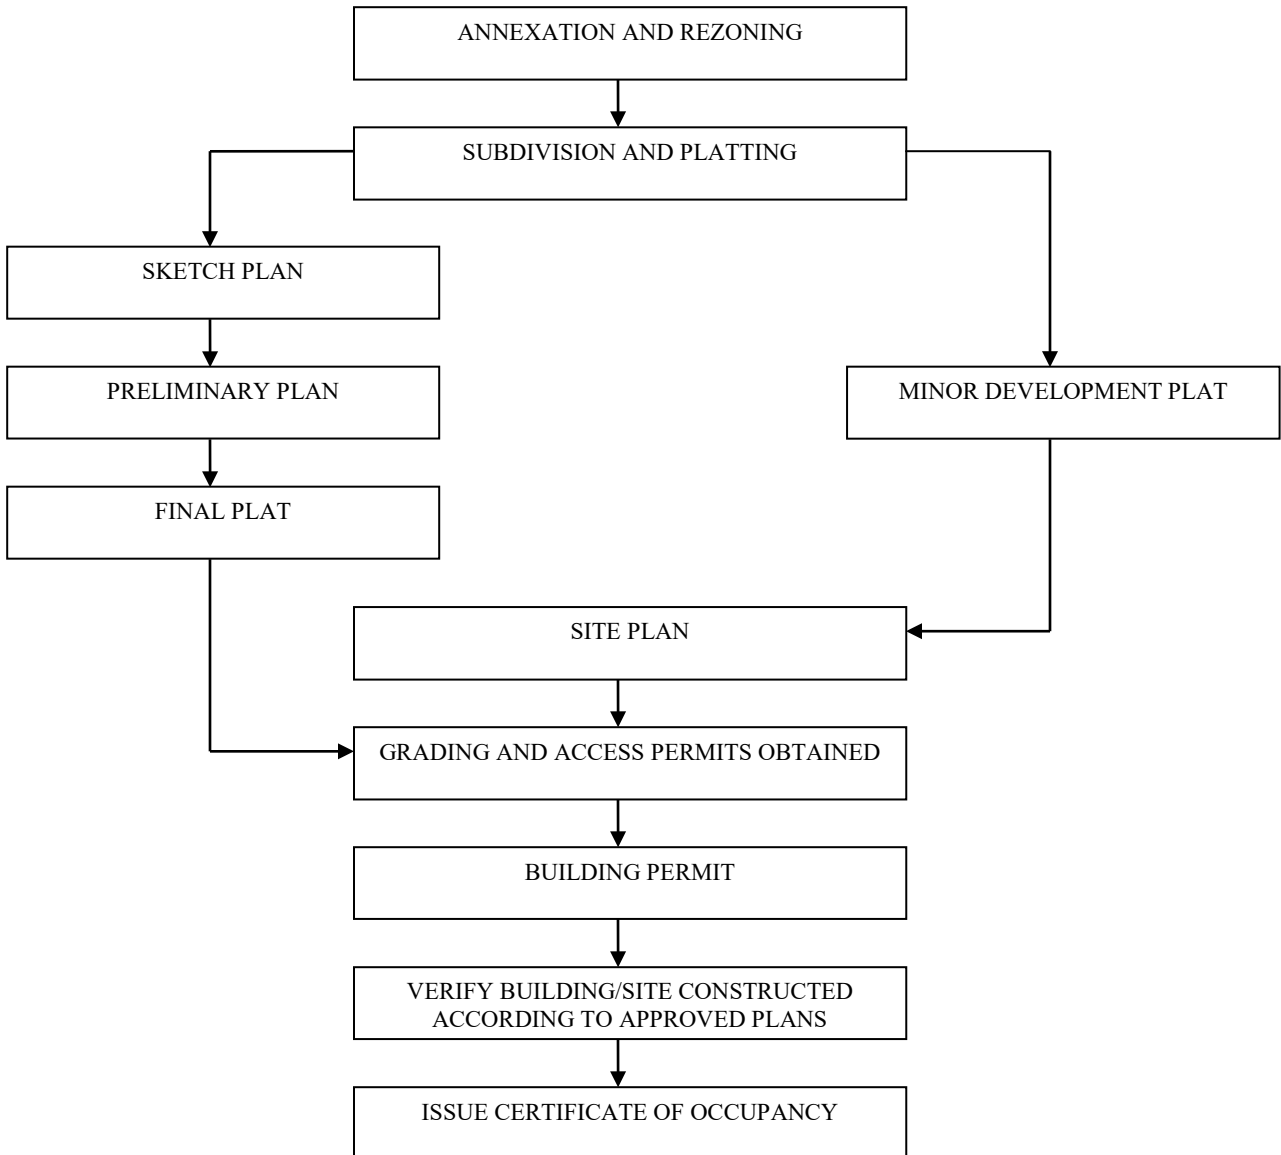 ANNEXATION AND REZONING
SUBDIVISION AND PLATTING
SKETCH PLAN
PRELIMINARY PLAN
MINOR DEVELOPMENT PLAT
FINAL PLAT
SITE PLAN
GRADING AND ACCESS PERMITS OBTAINED
BUILDING PERMIT
VERIFY BUILDING/SITE CONSTRUCTED
ACCORDING TO APPROVED PLANS
ISSUE CERTIFICATE OF OCCUPANCY